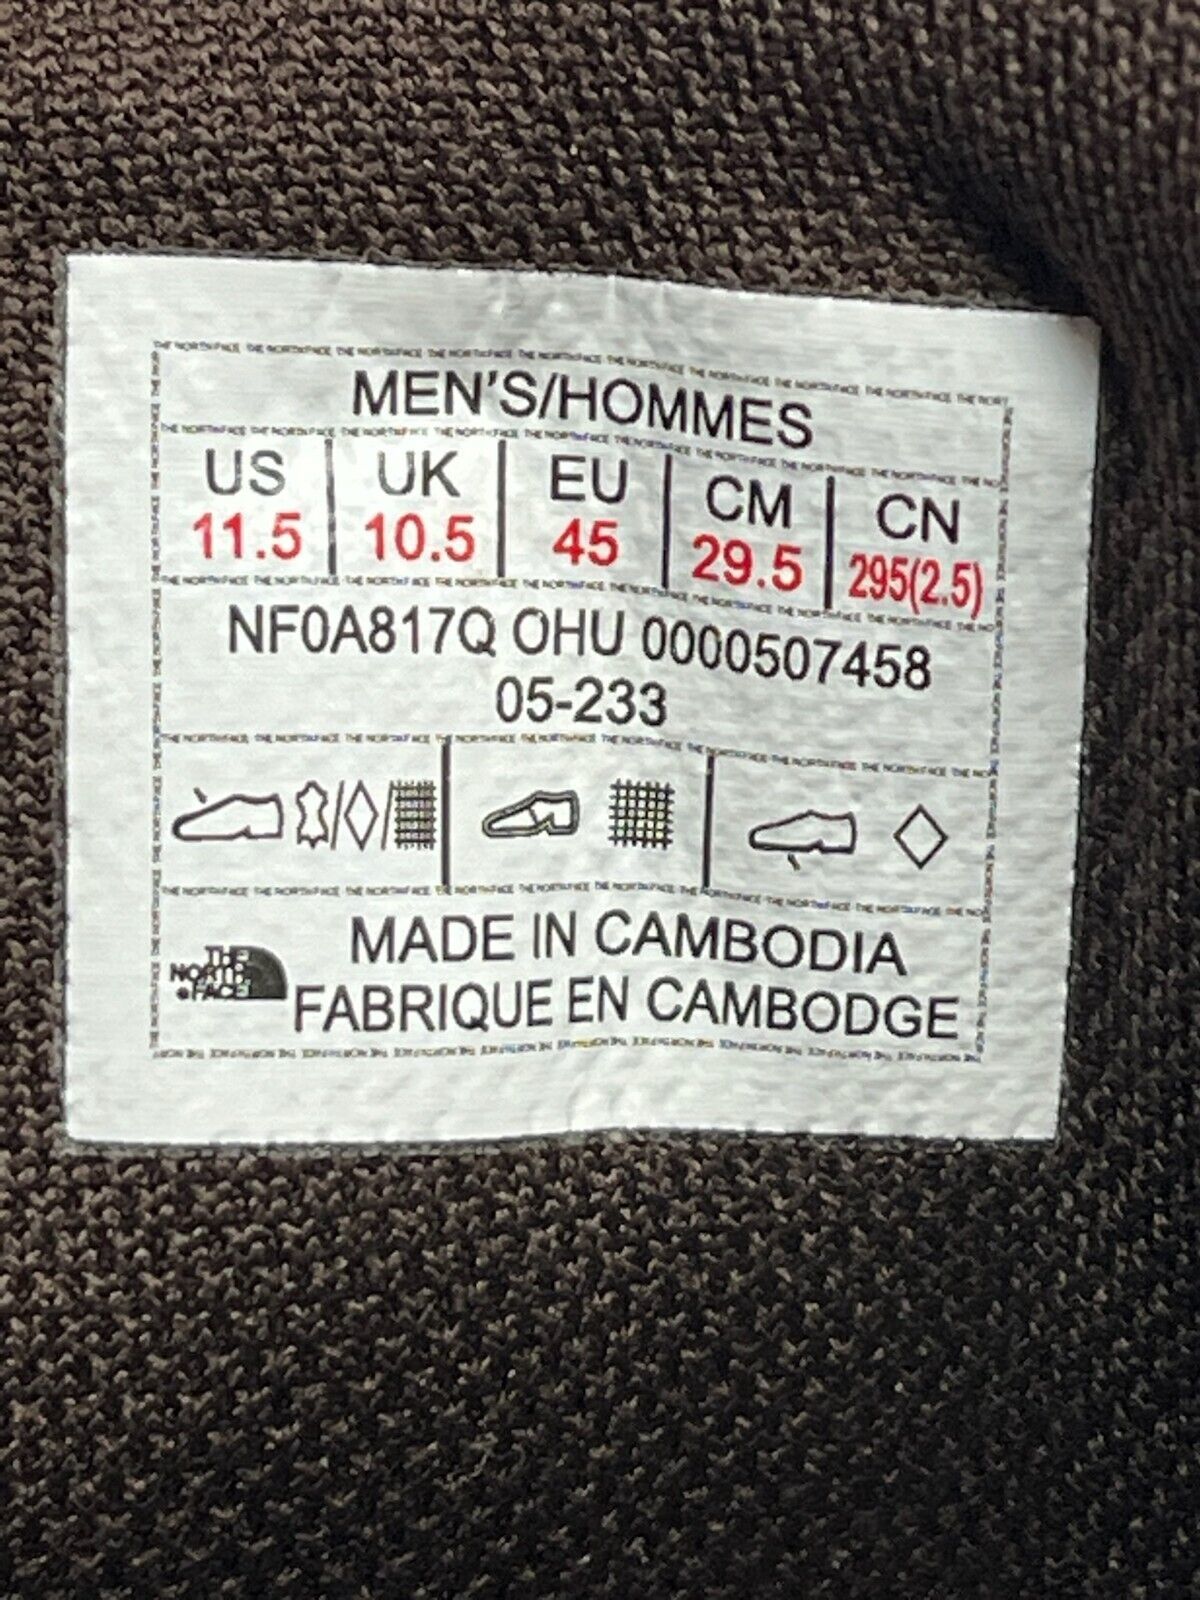 MEN'S/HOMMES
US UK EU CM CN
11.5 10.5 45 29.5 295(2.5)
NF0A817Q OHU 0000507458
05-233
THE
NORTH
FACE
MADE IN CAMBODIA
FABRIQUE EN CAMBODGE